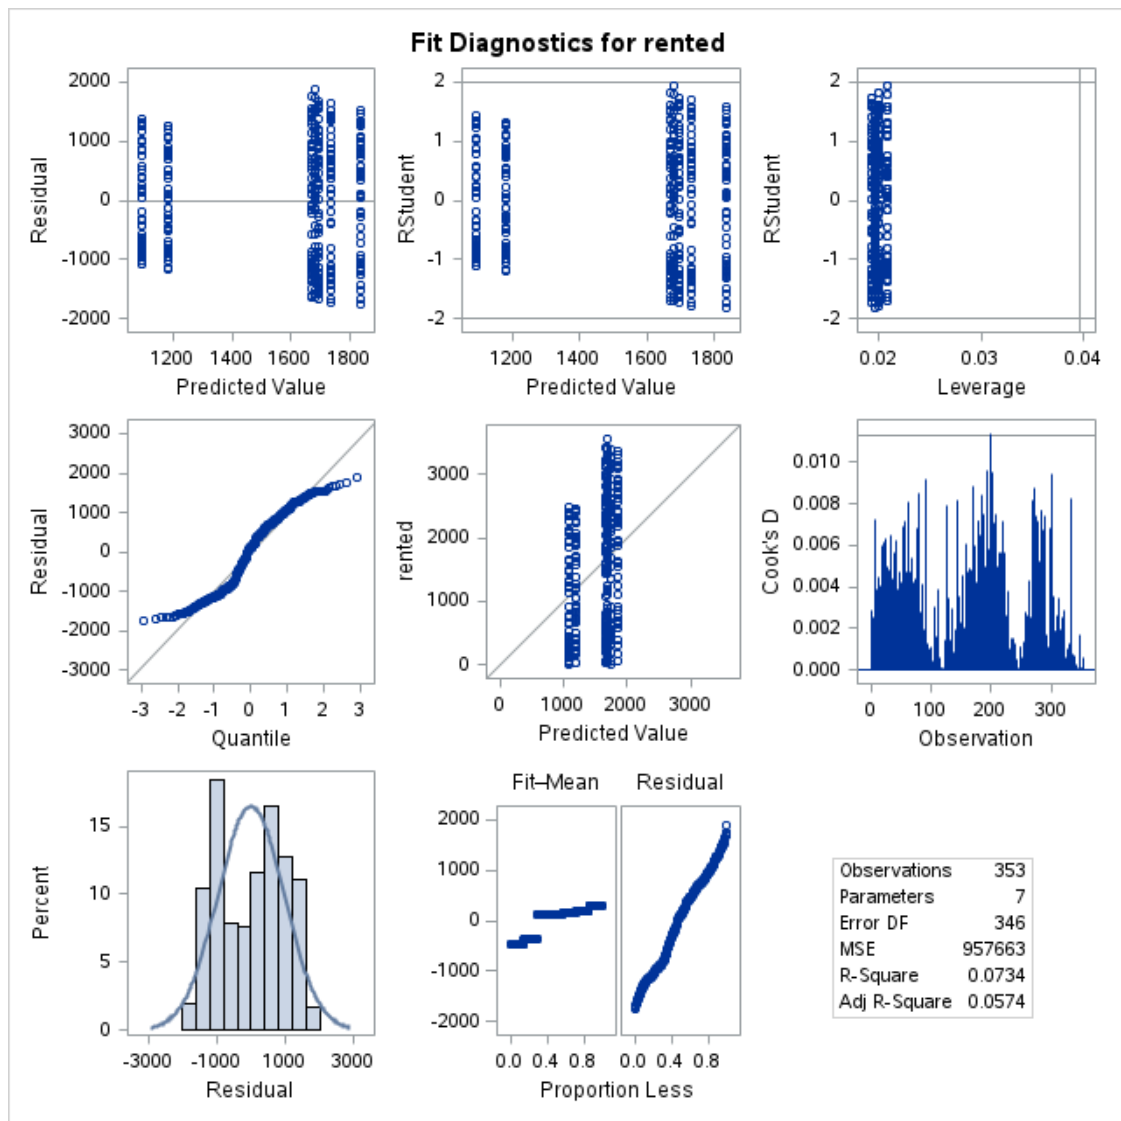 Fit Diagnostics for rented
Residual
2000
1000
0
-1000
-2000
1200 1400 1600 1800
Predicted Value
RStudent
2
1
0
-1
-2
1200 1400 1600 1800
Predicted Value
RStudent
2
1
0
-1
-2
0.02 0.03 0.04
Leverage
Residual
3000
2000
1000
0
-1000
-2000
-3000
-3 -2 -1 0 1 2 3
Quantile
rented
3000
2000
1000
0
0 1000 2000 3000
Predicted Value
Cook's D
0.010
0.008
0.006
0.004
0.002
0.000
0 100 200 300
Observation
Percent
15
10
5
0
-3000 -1000 1000 3000
Residual
Fit–Mean Residual
2000
1000
0
-1000
-2000
0.0 0.4 0.8 0.0 0.4 0.8
Proportion Less
Observations 353
Parameters 7
Error DF 346
MSE 957663
R-Square 0.0734
Adj R-Square 0.0574